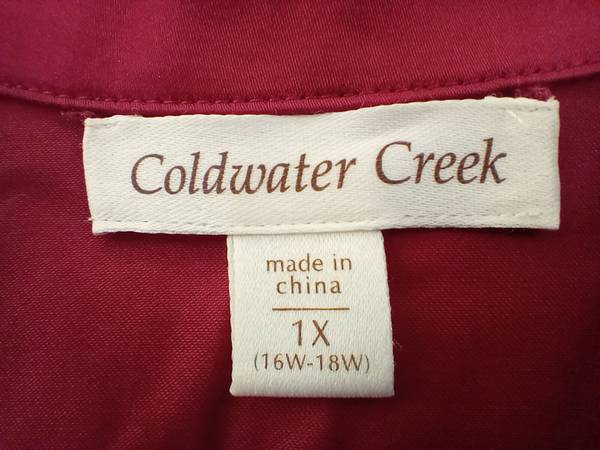 Coldwater Creek
made in
china
1X
(16W-18W)